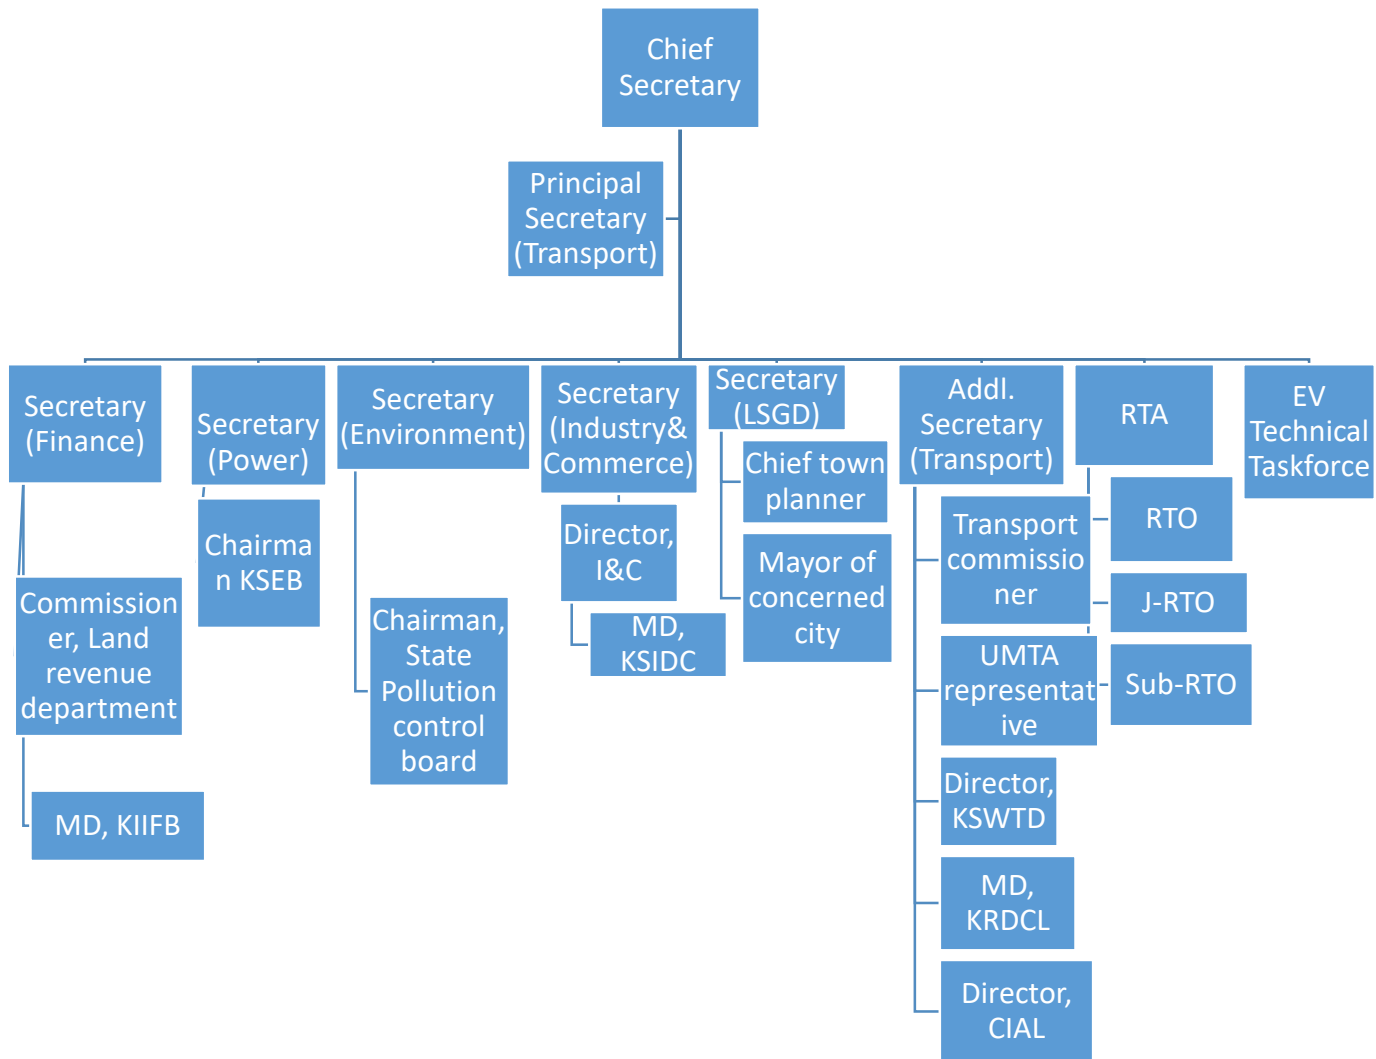 Chief
Secretary
Principal
Secretary
(Transport)
Secretary
(Finance)
Commission
er, Land
revenue
department
MD, KIIFB
Secretary
(Power)
Chairma
n KSEB
Secretary
(Environment)
Chairman,
State
Pollution
control
board
Secretary
(Industry&
Commerce)
Director,
I&C
MD,
KSIDC
Secretary
(LSGD)
Chief town
planner
Mayor of
concerned
city
Addl.
Secretary
(Transport)
Transport
commissio
ner
UMTA
representat
ive
Director,
KSWTD
MD,
KRDCL
Director,
CIAL
RTA
RTO
J-RTO
Sub-RTO
EV
Technical
Taskforce